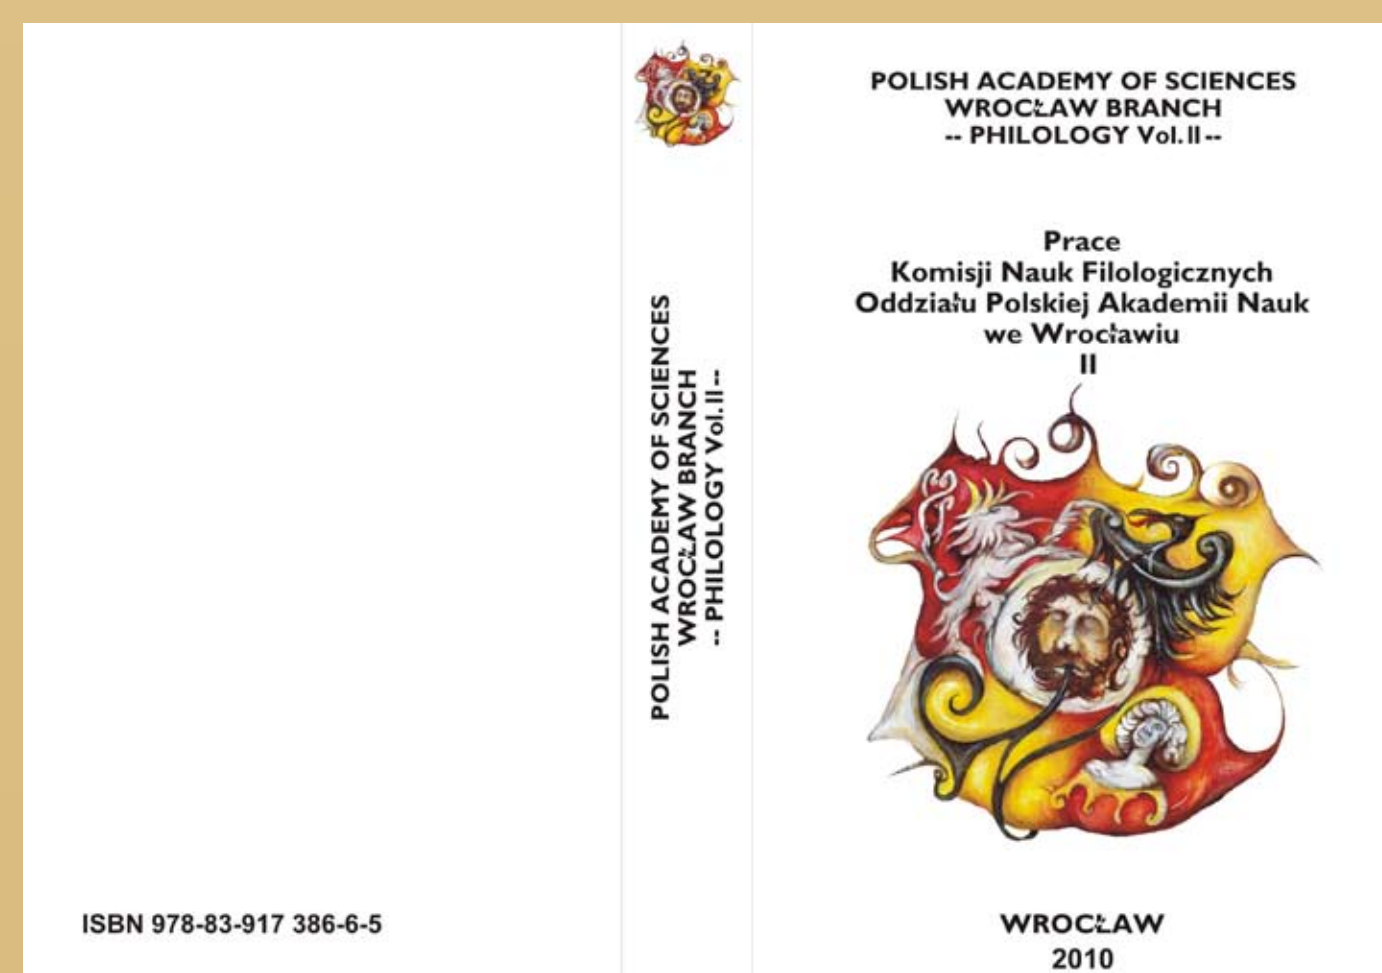 ISBN 978-83-917 386-6-5
POLISH ACADEMY OF SCIENCES
WROCŁAW BRANCH
-- PHILOLOGY Vol. II --
POLISH ACADEMY OF SCIENCES
WROCŁAW BRANCH
-- PHILOLOGY Vol. II --
Prace
Komisji Nauk Filologicznych
Oddziału Polskiej Akademii Nauk
we Wrocławiu
II
WROCŁAW
2010